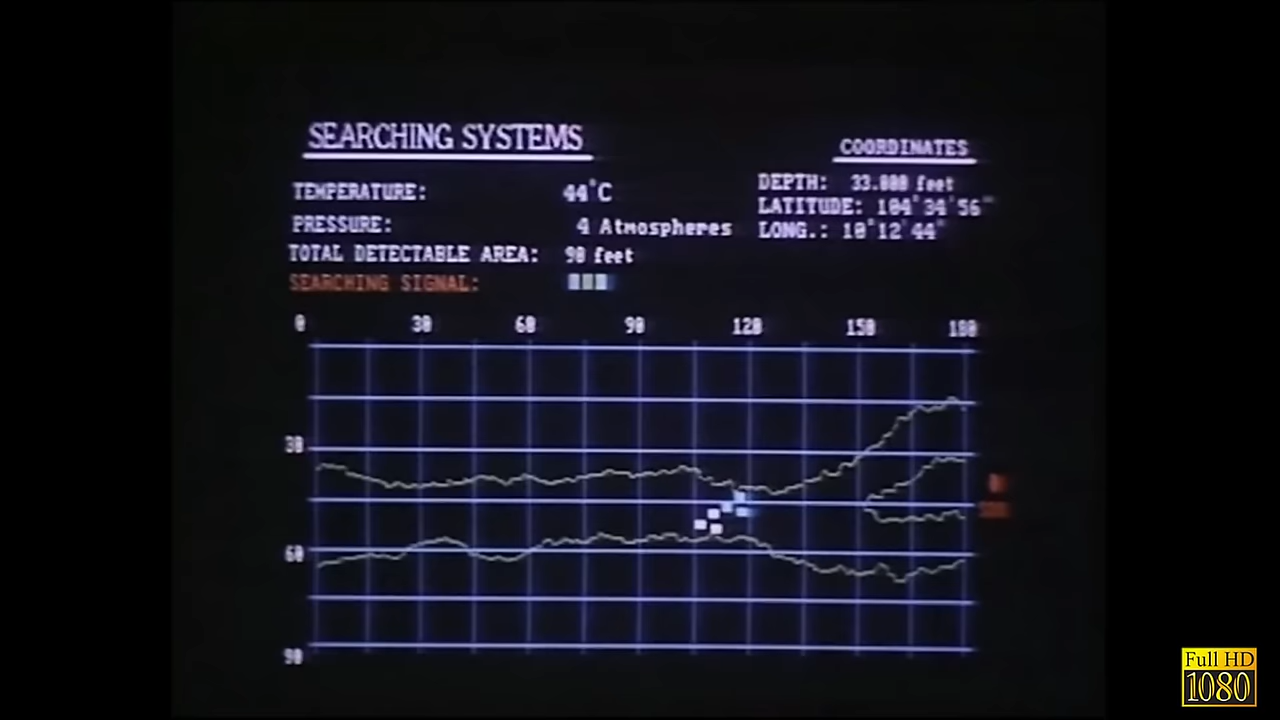 SEARCHING SYSTEMS
COORDINATES
TEMPERATURE: 44°C
PRESSURE: 4 Atmospheres
TOTAL DETECTABLE AREA: 90 feet
SEARCHING SIGNAL:
DEPTH: 33.000 feet
LATITUDE: 104°34'56"
LONG.: 10°12'44"
0 30 60 90 120 150 180
30
60
90
Full HD
1080